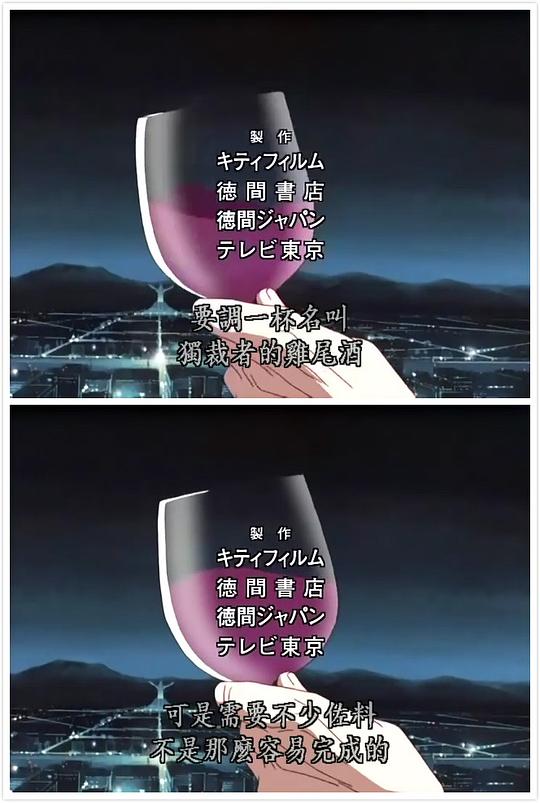 製作
キティフィルム
徳間書店
徳間ジャパン
テレビ東京
要調一杯名叫
獨裁者的雞尾酒
製作
キティフィルム
徳間書店
徳間ジャパン
テレビ東京
可是需要不少佐料
不是那麼容易完成的